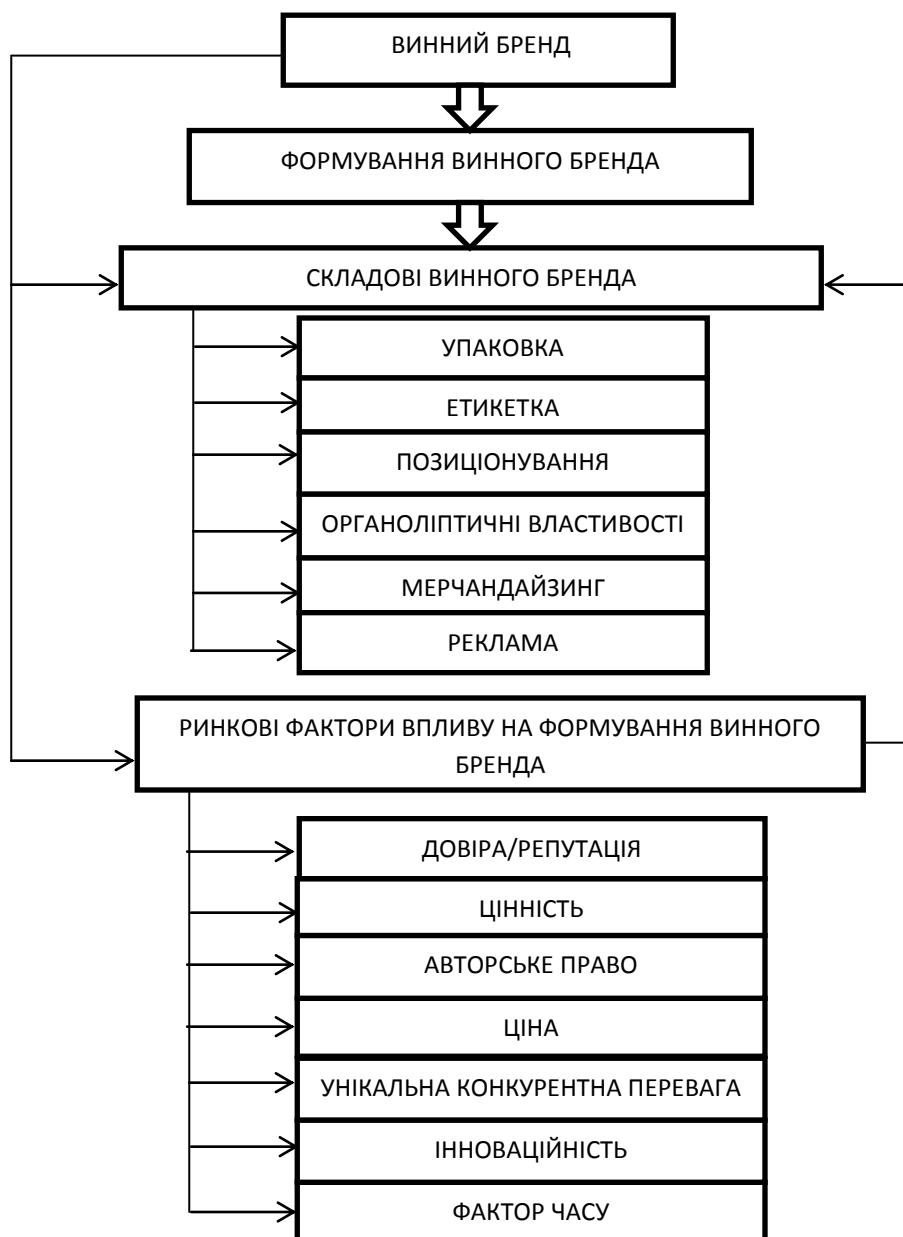 ВИННИЙ БРЕНД
ФОРМУВАННЯ ВИННОГО БРЕНДА
СКЛАДОВІ ВИННОГО БРЕНДА
УПАКОВКА
ЕТИКЕТКА
ПОЗИЦІОНУВАННЯ
ОРГАНОЛІПТИЧНІ ВЛАСТИВОСТІ
МЕРЧАНДАЙЗИНГ
РЕКЛАМА
РИНКОВІ ФАКТОРИ ВПЛИВУ НА ФОРМУВАННЯ ВИННОГО
БРЕНДА
ДОВІРА/РЕПУТАЦІЯ
ЦІННІСТЬ
АВТОРСЬКЕ ПРАВО
ЦІНА
УНІКАЛЬНА КОНКУРЕНТНА ПЕРЕВАГА
ІННОВАЦІЙНІСТЬ
ФАКТОР ЧАСУ